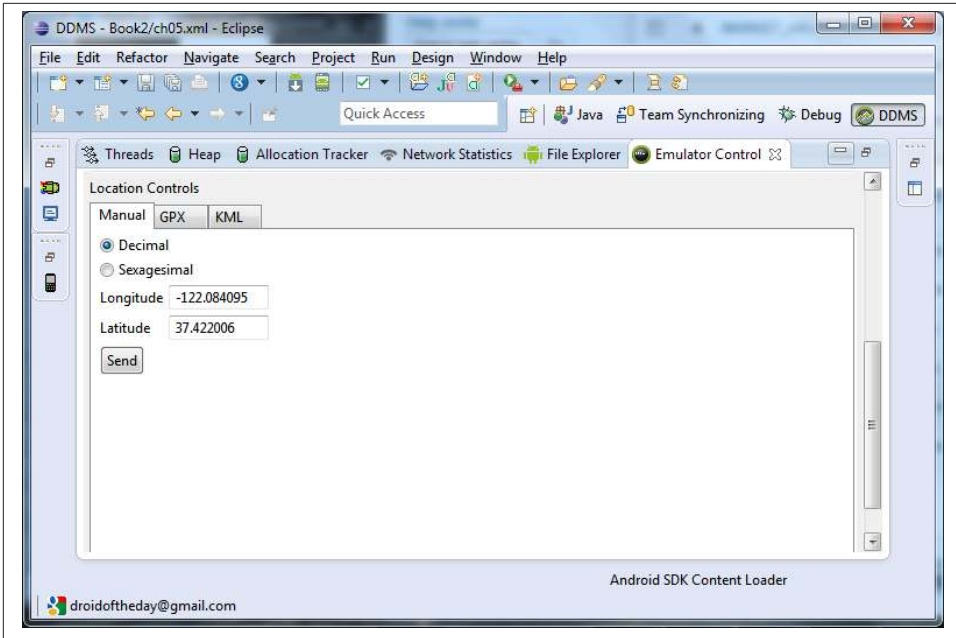 DDMS - Book2/ch05.xml - Eclipse
File Edit Refactor Navigate Search Project Run Design Window Help
Quick Access
Java
Team Synchronizing
Debug
DDMS
Threads
Heap
Allocation Tracker
Network Statistics
File Explorer
Emulator Control
Location Controls
Manual
GPX
KML
Decimal
Sexagesimal
Longitude -122.084095
Latitude 37.422006
Send
Android SDK Content Loader
droidoftheday@gmail.com